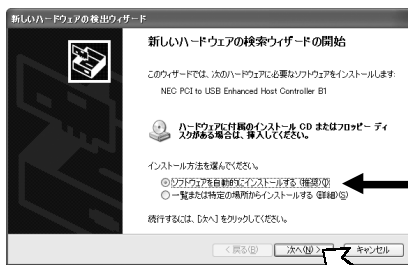 新しいハードウェアの検出ウィザード
新しいハードウェアの検索ウィザードの開始
このウィザードでは、次のハードウェアに必要なソフトウェアをインストールします:
NEC PCI to USB Enhanced Host Controller B1
ハードウェアに付属のインストール CD またはフロッピー ディ
スクがある場合は、挿入してください。
インストール方法を選んでください。
ソフトウェアを自動的にインストールする (推奨)(I)
一覧または特定の場所からインストールする (詳細)(S)
続行するには、[次へ] をクリックしてください。
< 戻る(B) 次へ(N) > キャンセル